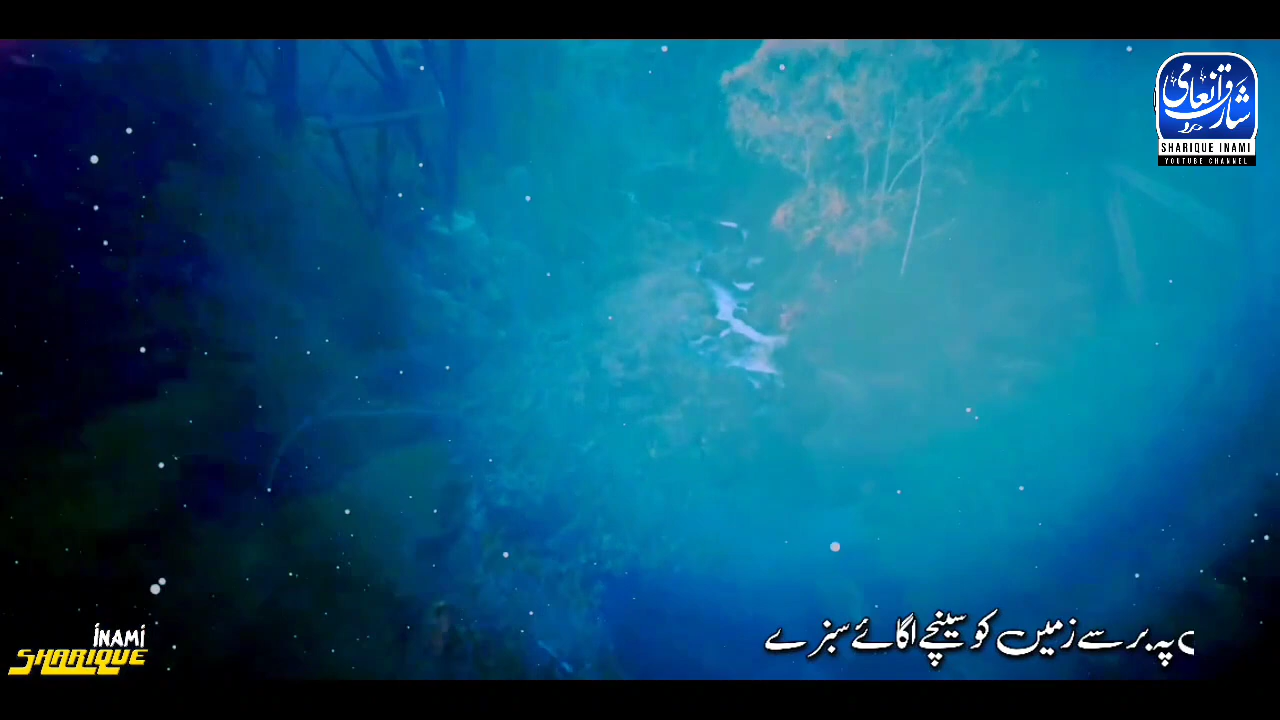 شارق انعامی
SHARIQUE INAMI
YOUTUBE CHANNEL
پہ برسے زمیں کو سینچے اگائے سبزے
INAMI
SHARIQUE